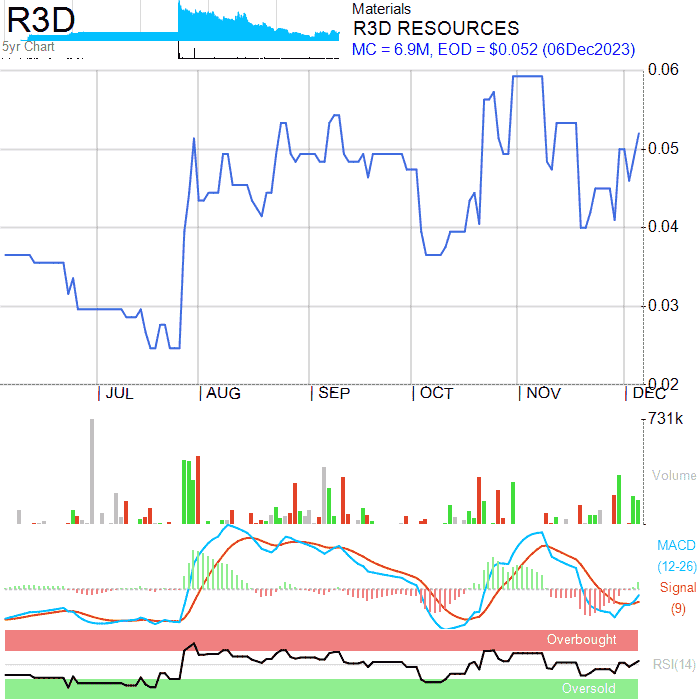 R3D
5yr Chart
Materials
R3D RESOURCES
MC = 6.9M, EOD = $0.052 (06Dec2023)
0.06
0.05
0.04
0.03
0.02
JUL AUG SEP OCT NOV DEC
731k
Volume
MACD
(12-26)
Signal
(9)
Overbought
RSI(14)
Oversold